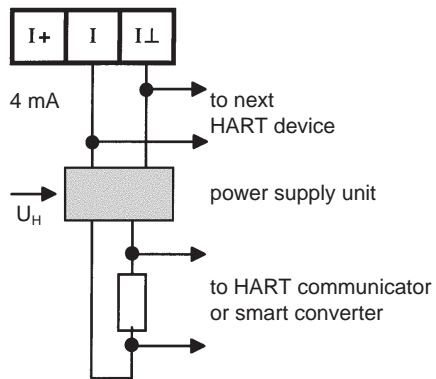 I+ I I⊥
4 mA
to next
HART device
power supply unit
U_H
to HART communicator
or smart converter